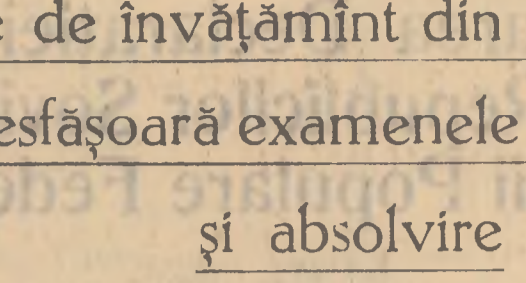 de învățămînt din
esfășoară examenele
și absolvire